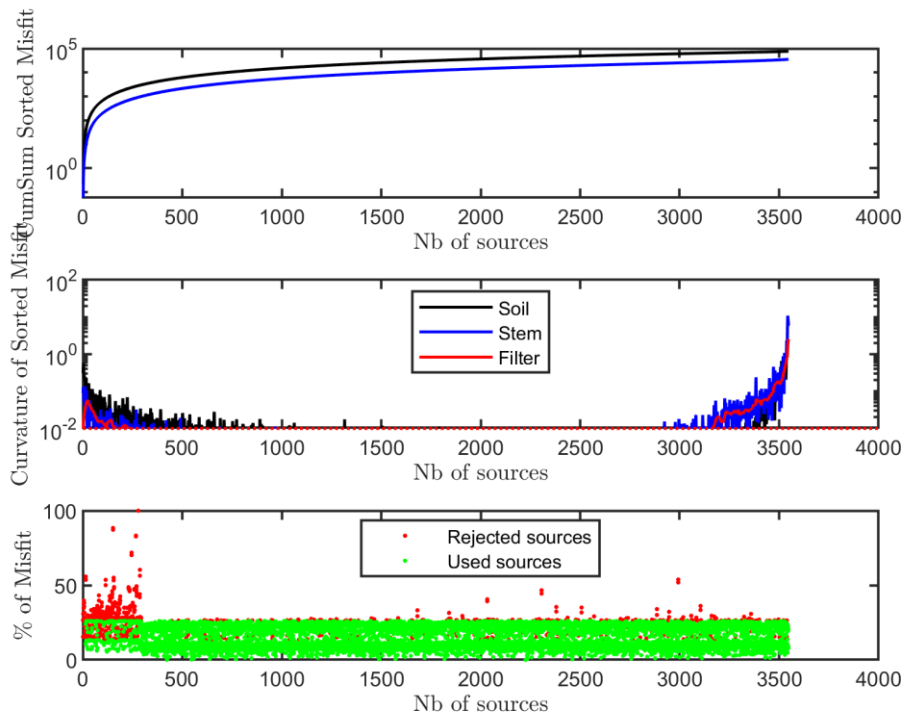 CumSum Sorted Misfit
10^5
10^0
0 500 1000 1500 2000 2500 3000 3500 4000
Nb of sources
Curvature of Sorted Misfit
10^2
10^0
10^-2
Soil
Stem
Filter
0 500 1000 1500 2000 2500 3000 3500 4000
Nb of sources
% of Misfit
100
50
0
Rejected sources
Used sources
0 500 1000 1500 2000 2500 3000 3500 4000
Nb of sources